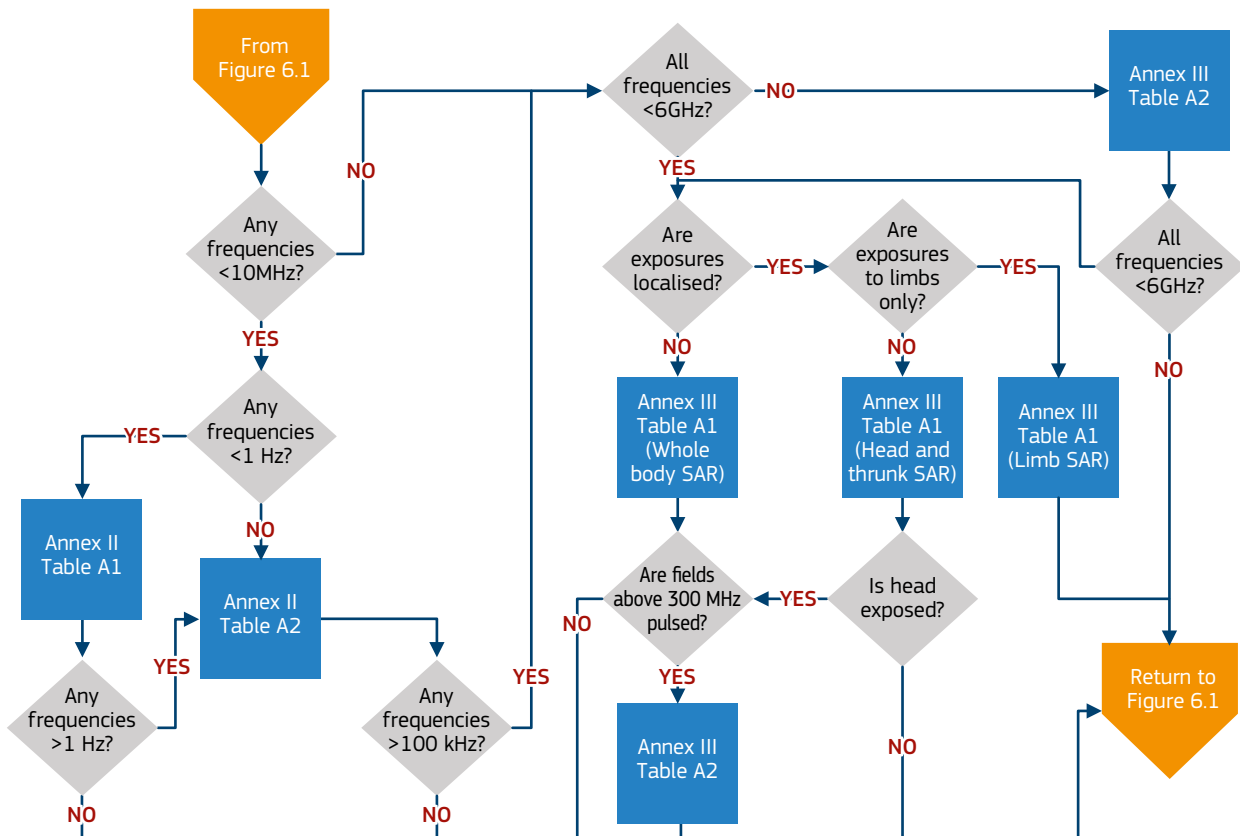 From
Figure 6.1
All
frequencies
<6GHz?
NO
Annex III
Table A2
NO
YES
Any
frequencies
<10MHz?
Are
exposures
localised?
YES
Are
exposures
to limbs
only?
YES
All
frequencies
<6GHz?
YES
NO
NO
NO
Any
frequencies
<1 Hz?
YES
Annex III
Table A1
(Whole
body SAR)
Annex III
Table A1
(Head and
thrunk SAR)
Annex III
Table A1
(Limb SAR)
NO
Annex II
Table A1
Annex II
Table A2
Are fields
above 300 MHz
pulsed?
YES
Is head
exposed?
NO
YES
YES
YES
Any
frequencies
>1 Hz?
Any
frequencies
>100 kHz?
Annex III
Table A2
NO
Return to
Figure 6.1
NO
NO